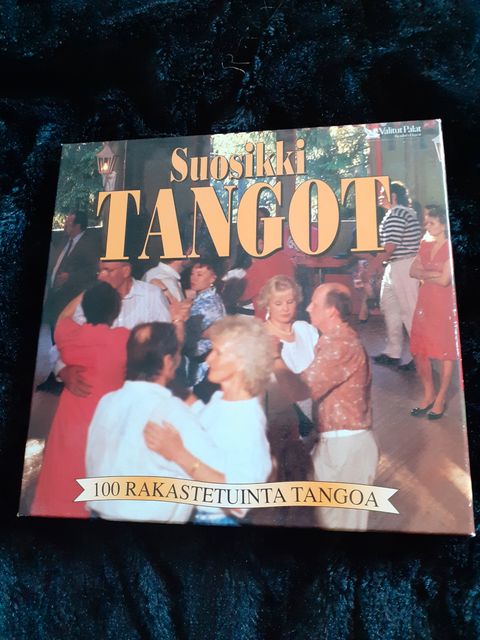 Valitut Palat
Suosikki
TANGOT
100 RAKASTETUINTA TANGOA